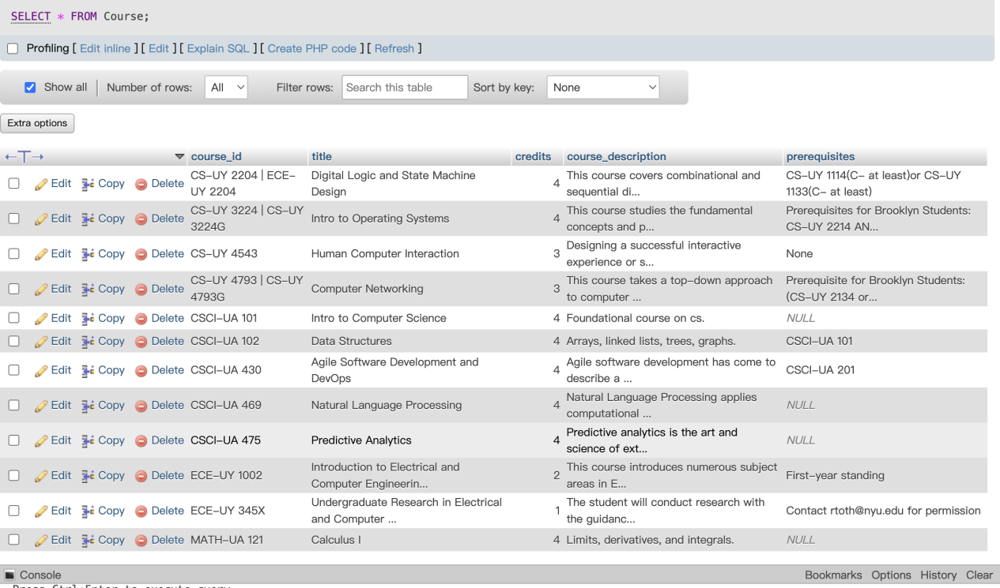 SELECT * FROM Course;
Profiling [ Edit inline ] [ Edit ] [ Explain SQL ] [ Create PHP code ] [ Refresh ]
Show all Number of rows: All Filter rows: Search this table Sort by key: None
Extra options
←T→ course_id title credits course_description prerequisites
Edit Copy Delete CS-UY 2204 | ECE-UY 2204 Digital Logic and State Machine Design 4 This course covers combinational and sequential di... CS-UY 1114(C- at least)or CS-UY 1133(C- at least)
Edit Copy Delete CS-UY 3224 | CS-UY 3224G Intro to Operating Systems 4 This course studies the fundamental concepts and p... Prerequisites for Brooklyn Students: CS-UY 2214 AN...
Edit Copy Delete CS-UY 4543 Human Computer Interaction 3 Designing a successful interactive experience or s... None
Edit Copy Delete CS-UY 4793 | CS-UY 4793G Computer Networking 3 This course takes a top-down approach to computer ... Prerequisite for Brooklyn Students: (CS-UY 2134 or...
Edit Copy Delete CSCI-UA 101 Intro to Computer Science 4 Foundational course on cs. NULL
Edit Copy Delete CSCI-UA 102 Data Structures 4 Arrays, linked lists, trees, graphs. CSCI-UA 101
Edit Copy Delete CSCI-UA 430 Agile Software Development and DevOps 4 Agile software development has come to describe a ... CSCI-UA 201
Edit Copy Delete CSCI-UA 469 Natural Language Processing 4 Natural Language Processing applies computational ... NULL
Edit Copy Delete CSCI-UA 475 Predictive Analytics 4 Predictive analytics is the art and science of ext... NULL
Edit Copy Delete ECE-UY 1002 Introduction to Electrical and Computer Engineerin... 2 This course introduces numerous subject areas in E... First-year standing
Edit Copy Delete ECE-UY 345X Undergraduate Research in Electrical and Computer ... 1 The student will conduct research with the guidanc... Contact rtoth@nyu.edu for permission
Edit Copy Delete MATH-UA 121 Calculus I 4 Limits, derivatives, and integrals. NULL
Console Bookmarks Options History Clear
Press Ctrl+Enter to execute query